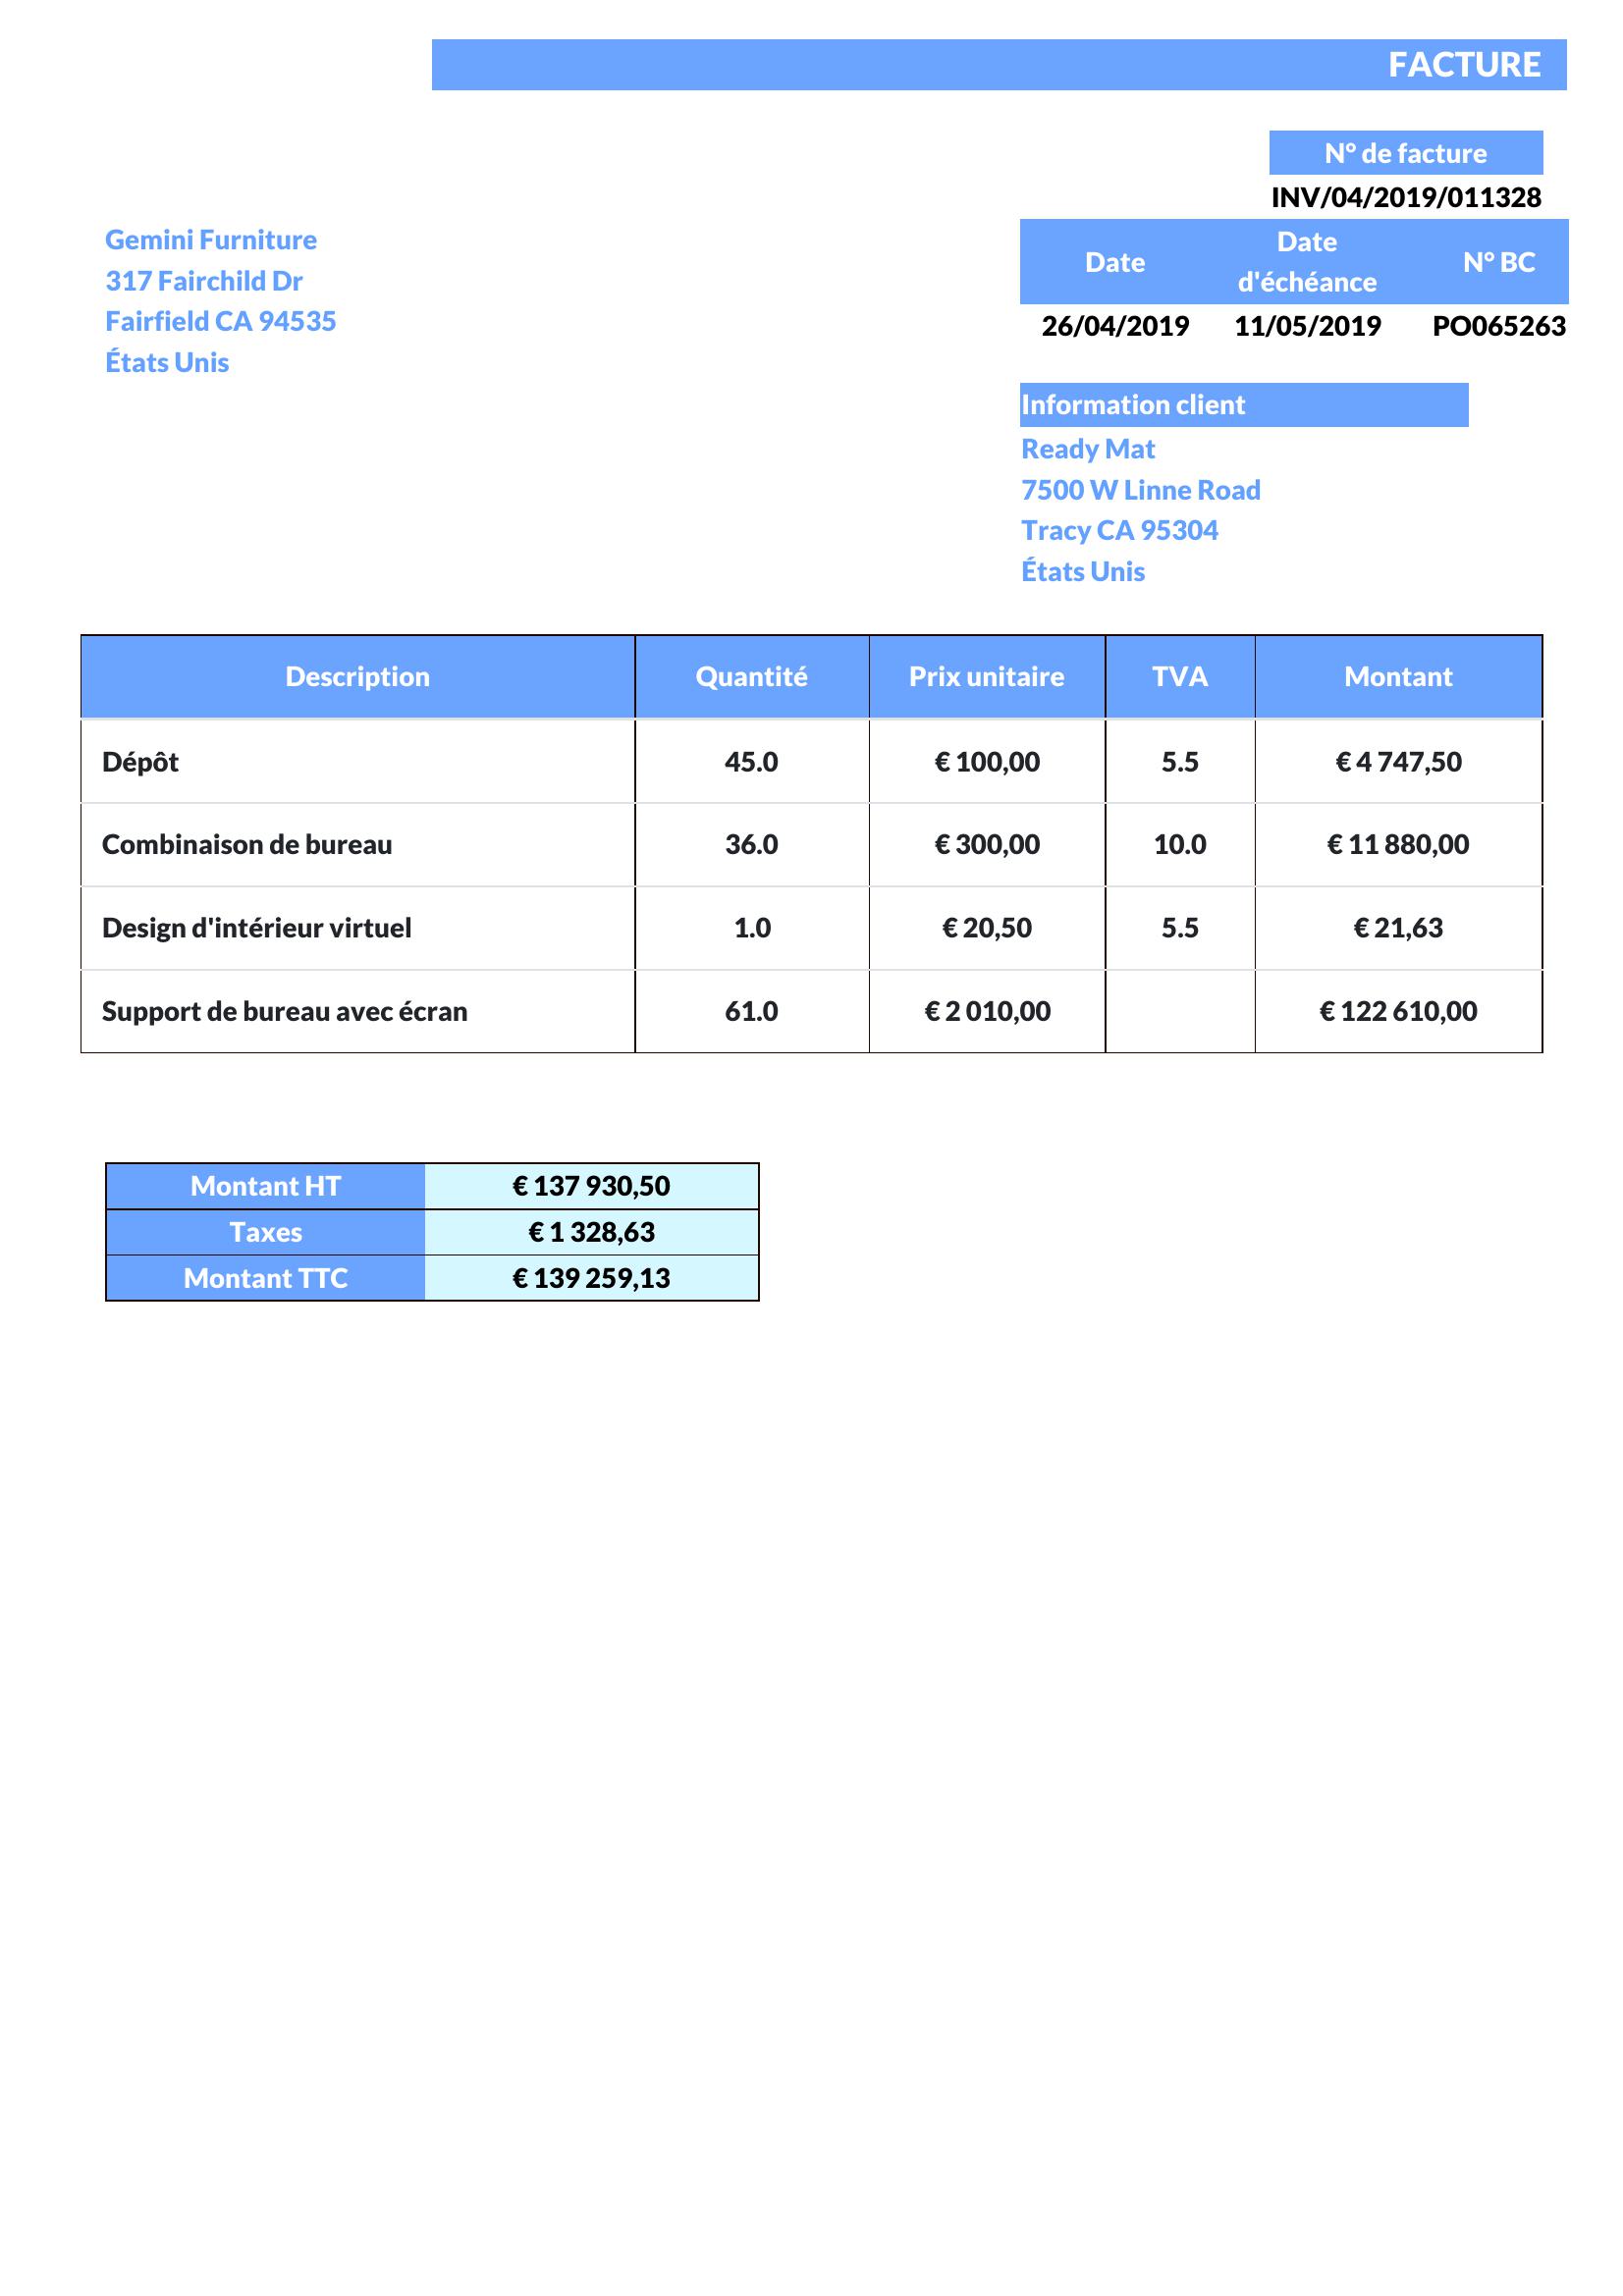 FACTURE
N° de facture
INV/04/2019/011328
Gemini Furniture
317 Fairchild Dr
Fairfield CA 94535
États Unis
Date Date d'échéance N° BC
26/04/2019 11/05/2019 PO065263
Information client
Ready Mat
7500 W Linne Road
Tracy CA 95304
États Unis
Description Quantité Prix unitaire TVA Montant
Dépôt 45.0 € 100,00 5.5 € 4 747,50
Combinaison de bureau 36.0 € 300,00 10.0 € 11 880,00
Design d'intérieur virtuel 1.0 € 20,50 5.5 € 21,63
Support de bureau avec écran 61.0 € 2 010,00 € 122 610,00
Montant HT € 137 930,50
Taxes € 1 328,63
Montant TTC € 139 259,13